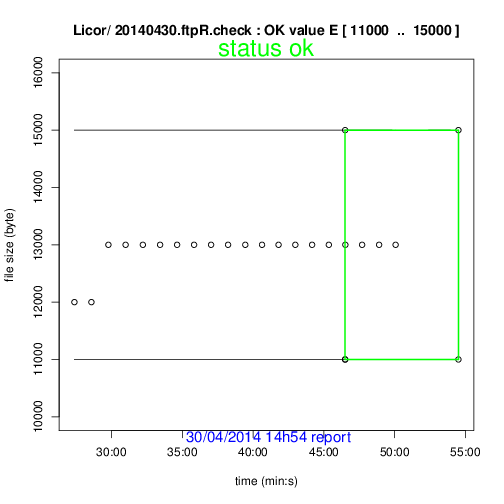 Licor/ 20140430.ftpR.check : OK value E [ 11000 .. 15000 ]
status ok
16000
15000
14000
13000
12000
11000
10000
file size (byte)
30/04/2014 14h54 report
30:00 35:00 40:00 45:00 50:00 55:00
time (min:s)